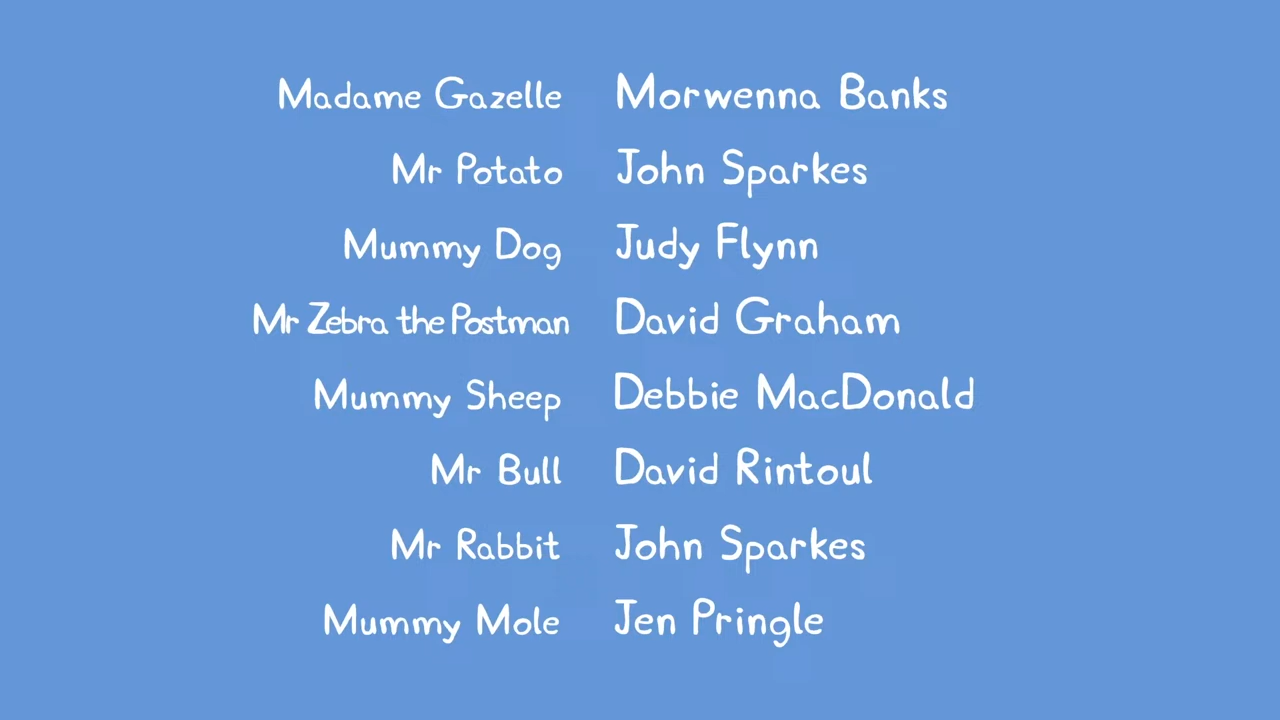 Madame Gazelle Morwenna Banks
Mr Potato John Sparkes
Mummy Dog Judy Flynn
Mr Zebra the Postman David Graham
Mummy Sheep Debbie MacDonald
Mr Bull David Rintoul
Mr Rabbit John Sparkes
Mummy Mole Jen Pringle